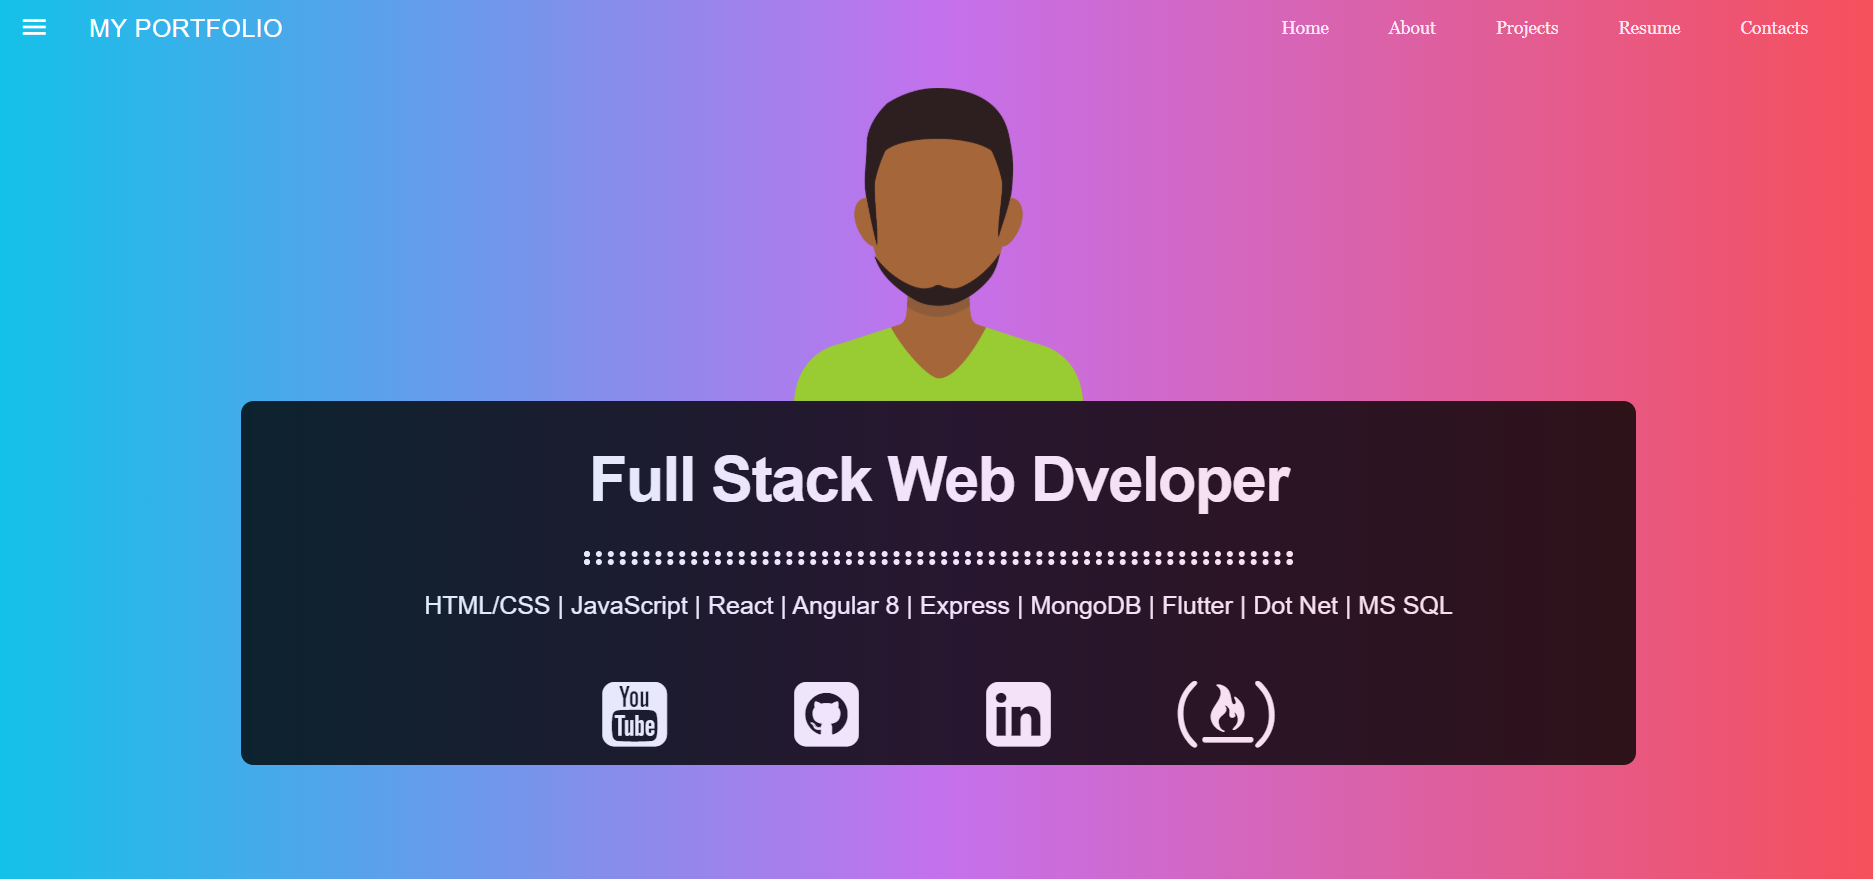 MY PORTFOLIO
Home About Projects Resume Contacts
Full Stack Web Dveloper
HTML/CSS | JavaScript | React | Angular 8 | Express | MongoDB | Flutter | Dot Net | MS SQL
You
Tube
in